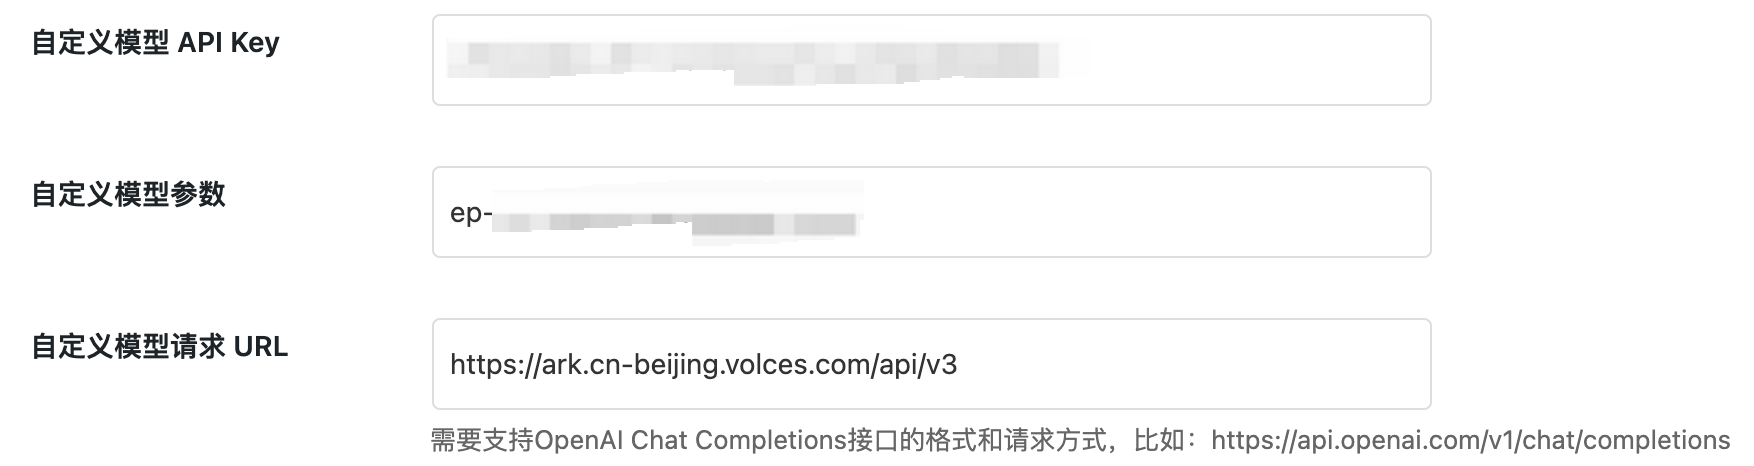 自定义模型 API Key
自定义模型参数
ep-
自定义模型请求 URL
https://ark.cn-beijing.volces.com/api/v3
需要支持OpenAI Chat Completions接口的格式和请求方式，比如：https://api.openai.com/v1/chat/completions